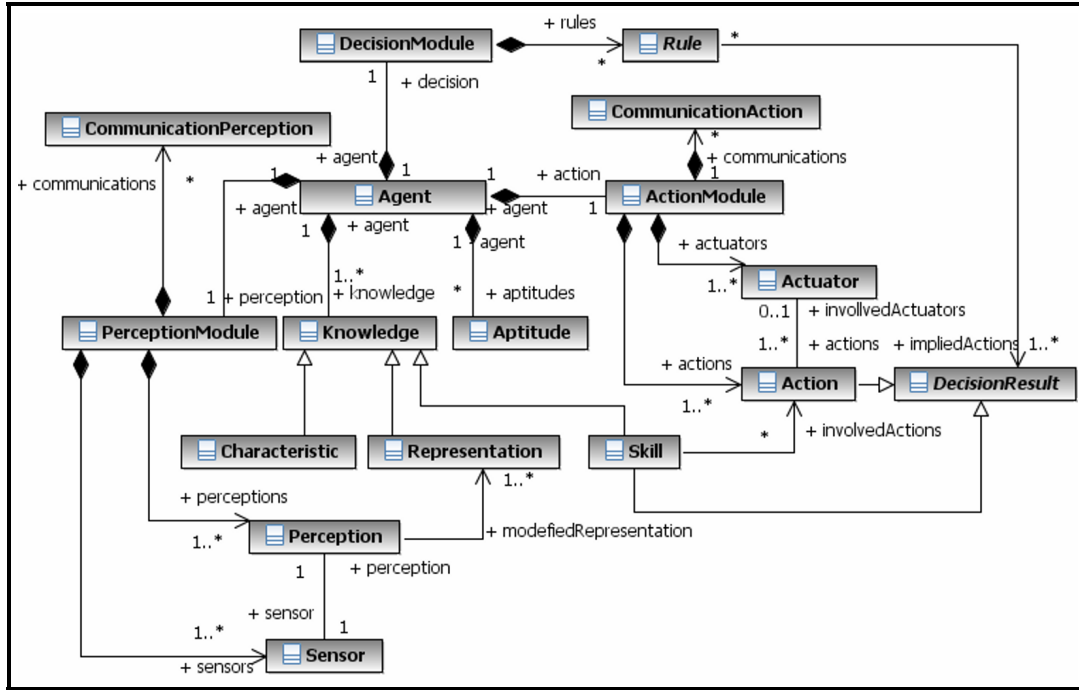 + rules
DecisionModule
Rule
*
*
1
+ decision
CommunicationAction
CommunicationPerception
*
+ agent
1
+ communications
+ communications
*
1
1
+ action
1
Agent
ActionModule
+ agent
+ agent
1
1
+ agent
1
agent
+ actuators
1..*
Actuator
1..*
1
+ perception
+ knowledge
*
+ aptitudes
0..1
+ involvedActuators
PerceptionModule
Knowledge
Aptitude
1..*
+ actions
+ impliedActions
1..*
+ actions
Action
DecisionResult
1..*
+ involvedActions
*
Characteristic
Representation
Skill
1..*
+ perceptions
Perception
+ modefiedRepresentation
1..*
1
+ perception
+ sensor
1..*
1
Sensor
+ sensors